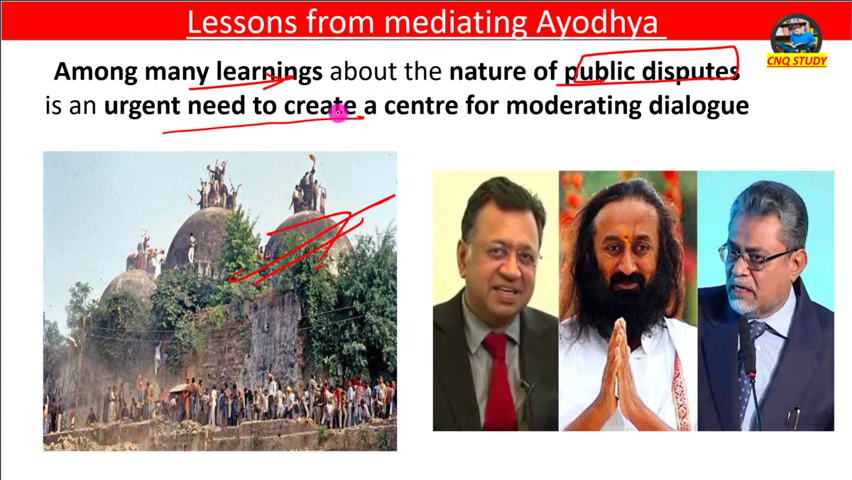 Lessons from mediating Ayodhya
CNQ STUDY
Among many learnings about the nature of public disputes
is an urgent need to create a centre for moderating dialogue